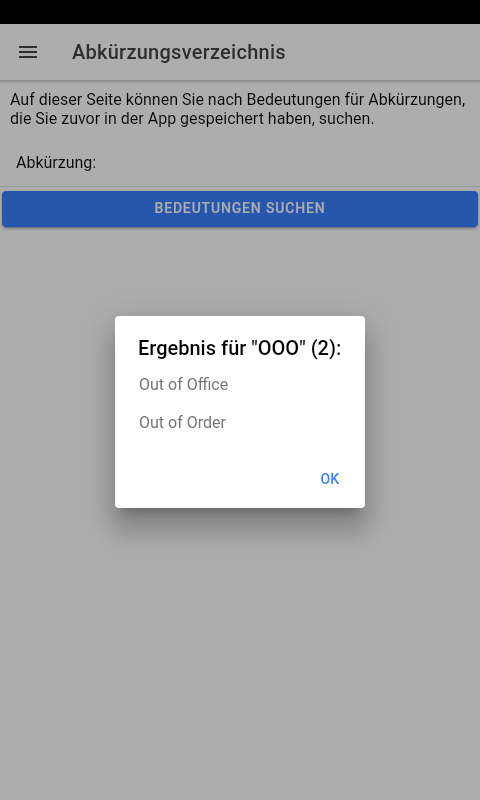 Abkürzungsverzeichnis
Auf dieser Seite können Sie nach Bedeutungen für Abkürzungen,
die Sie zuvor in der App gespeichert haben, suchen.
Abkürzung:
BEDEUTUNGEN SUCHEN
Ergebnis für "OOO" (2):
Out of Office
Out of Order
OK